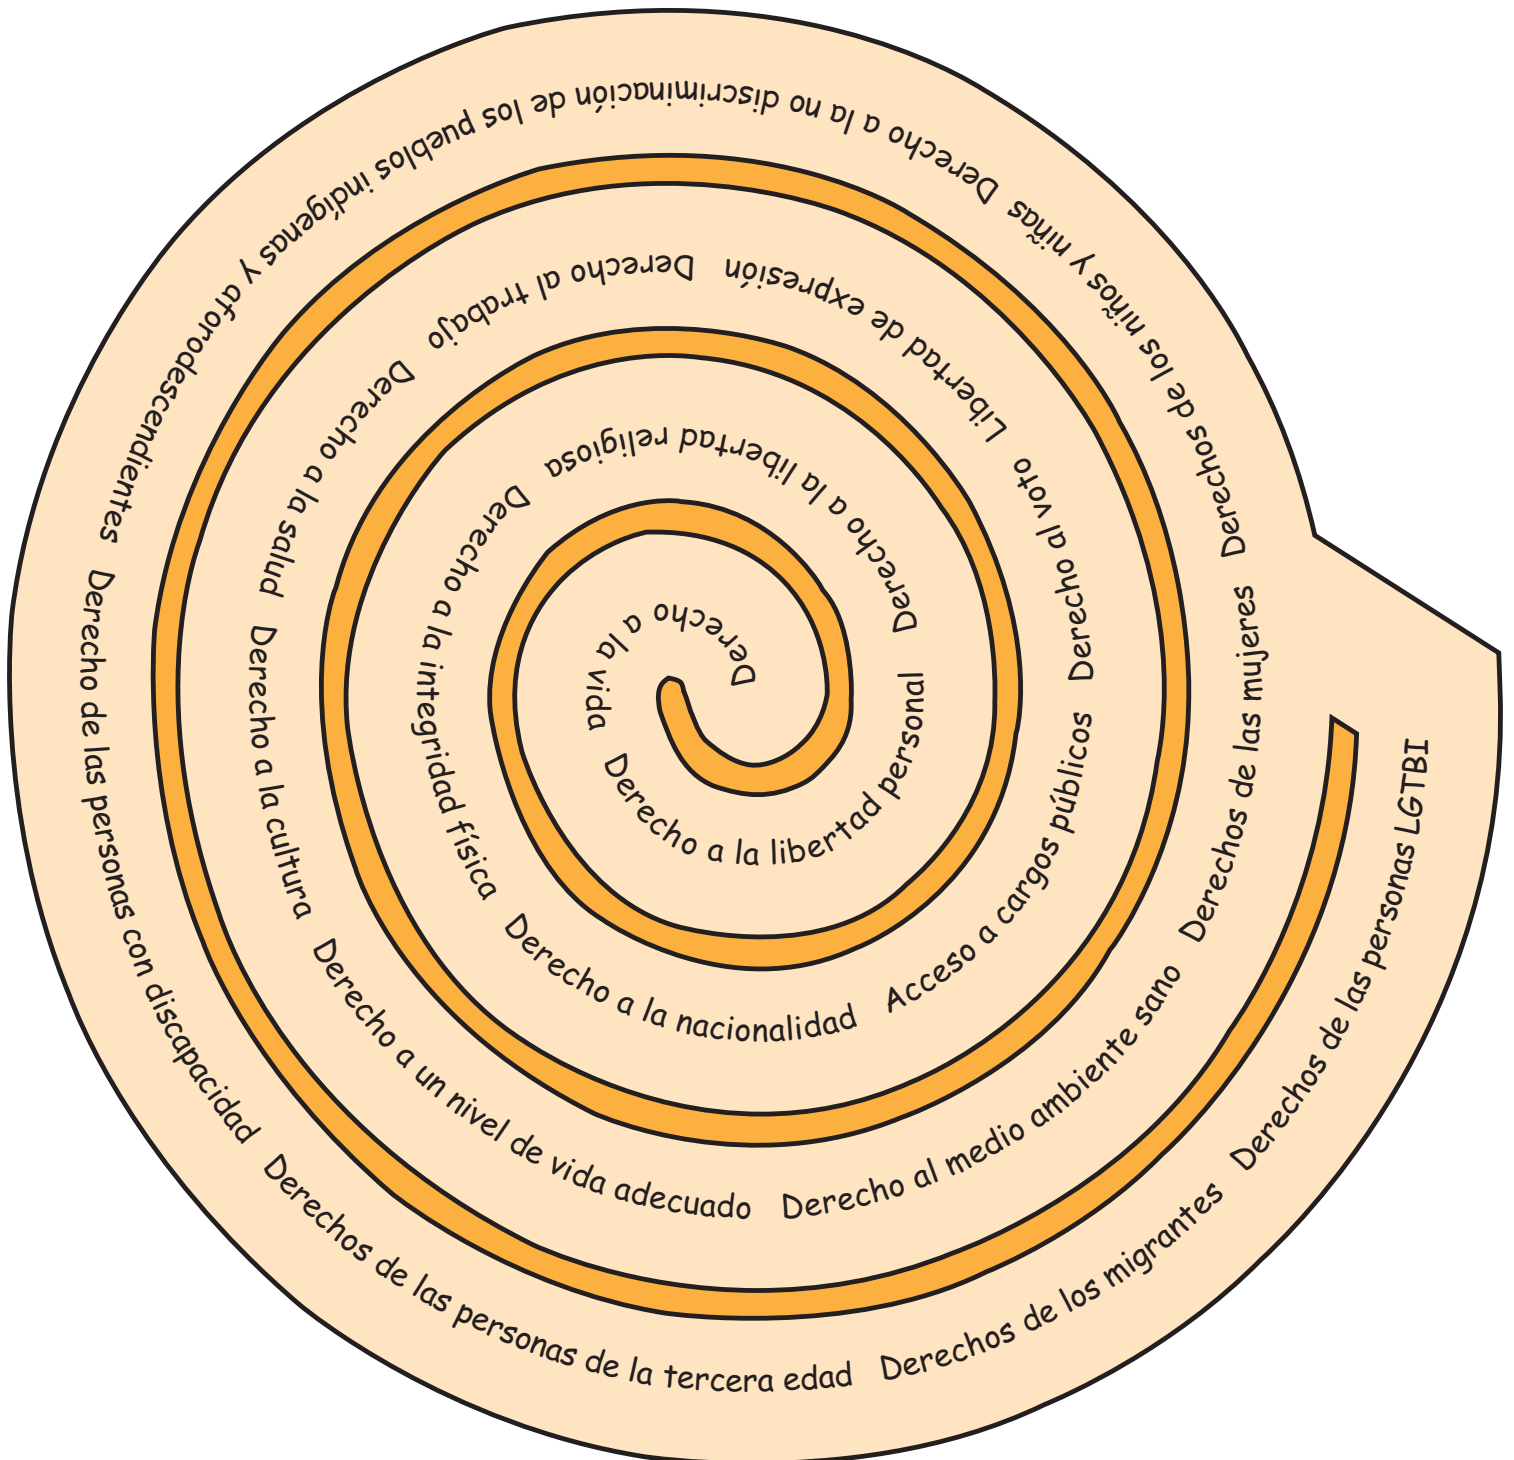 Derecho a la vida
Derecho a la libertad personal
Derecho a la libertad religiosa
Derecho a la integridad física
Derecho a la nacionalidad
Acceso a cargos públicos
Derecho al voto
Libertad de expresión
Derecho al trabajo
Derecho a la salud
Derecho a la cultura
Derecho a un nivel de vida adecuado
Derecho al medio ambiente sano
Derechos de las mujeres
Derechos de los niños y niñas
Derecho a la no discriminación de los pueblos indígenas y aforodescendientes
Derecho de las personas con discapacidad
Derechos de las personas de la tercera edad
Derechos de los migrantes
Derechos de las personas LGTBI